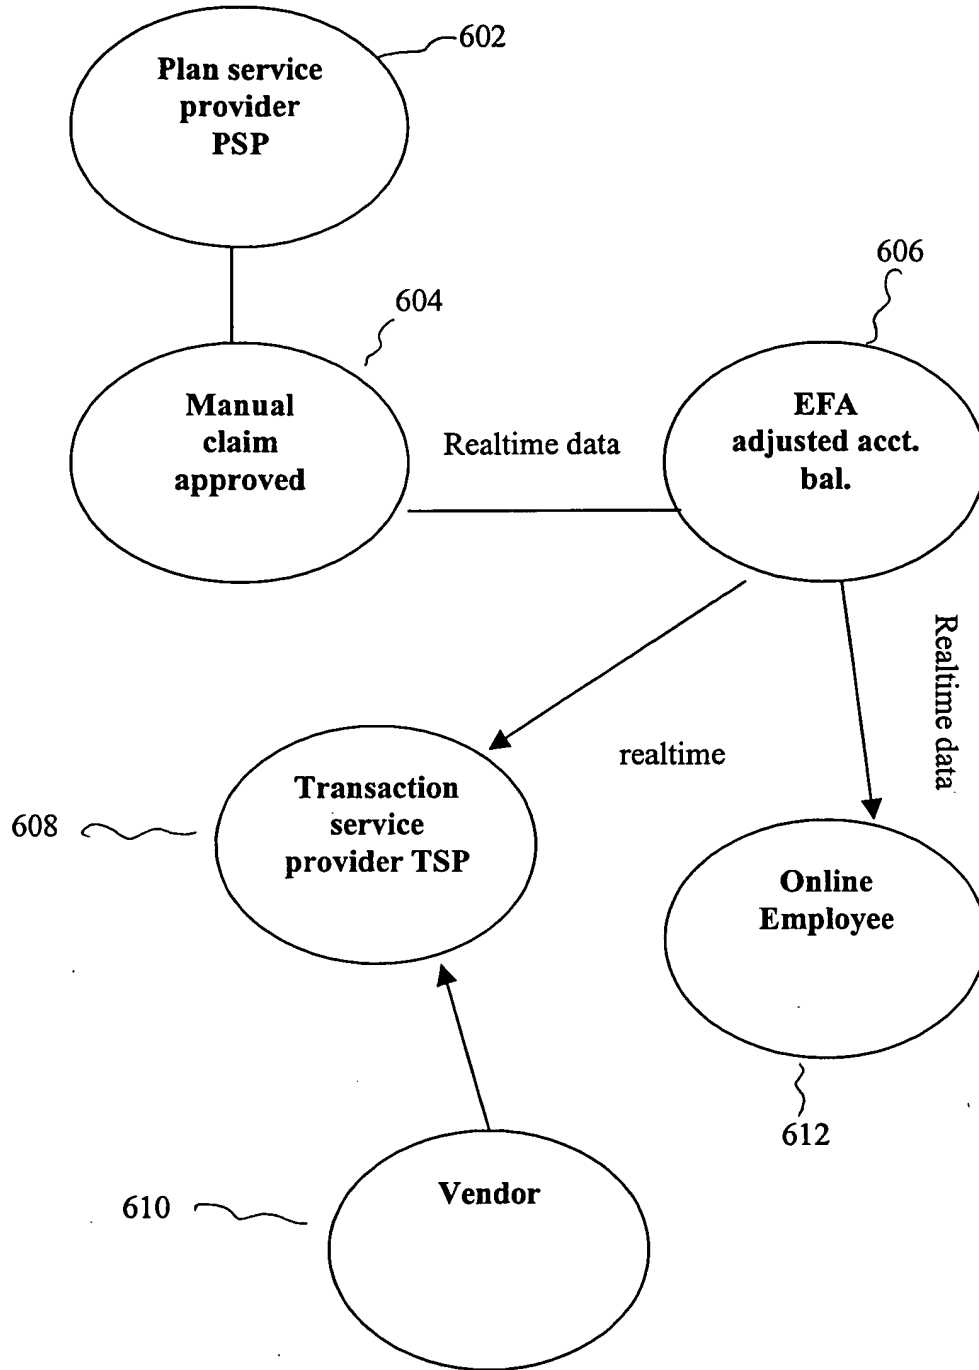 602
Plan service
provider
PSP
606
604
Manual
claim
approved
Realtime data
EFA
adjusted acct.
bal.
Realtime data
realtime
Transaction
service
provider TSP
608
Online
Employee
612
Vendor
610